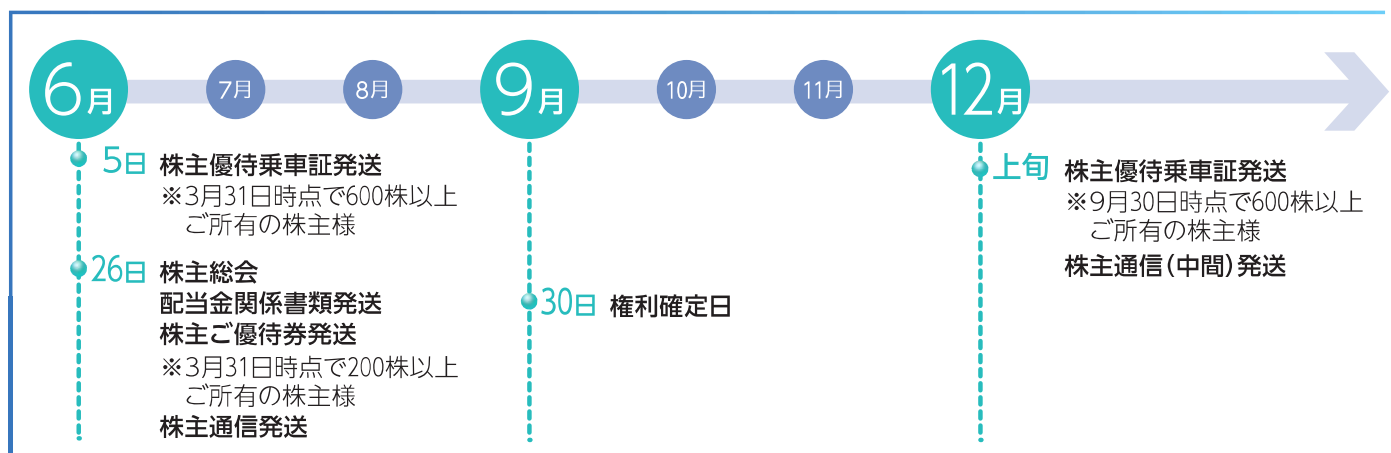 6月
7月
8月
9月
10月
11月
12月
5日 株主優待乗車証発送
※3月31日時点で600株以上
ご所有の株主様
26日 株主総会
配当金関係書類発送
株主ご優待券発送
※3月31日時点で200株以上
ご所有の株主様
株主通信発送
30日 権利確定日
上旬 株主優待乗車証発送
※9月30日時点で600株以上
ご所有の株主様
株主通信(中間)発送